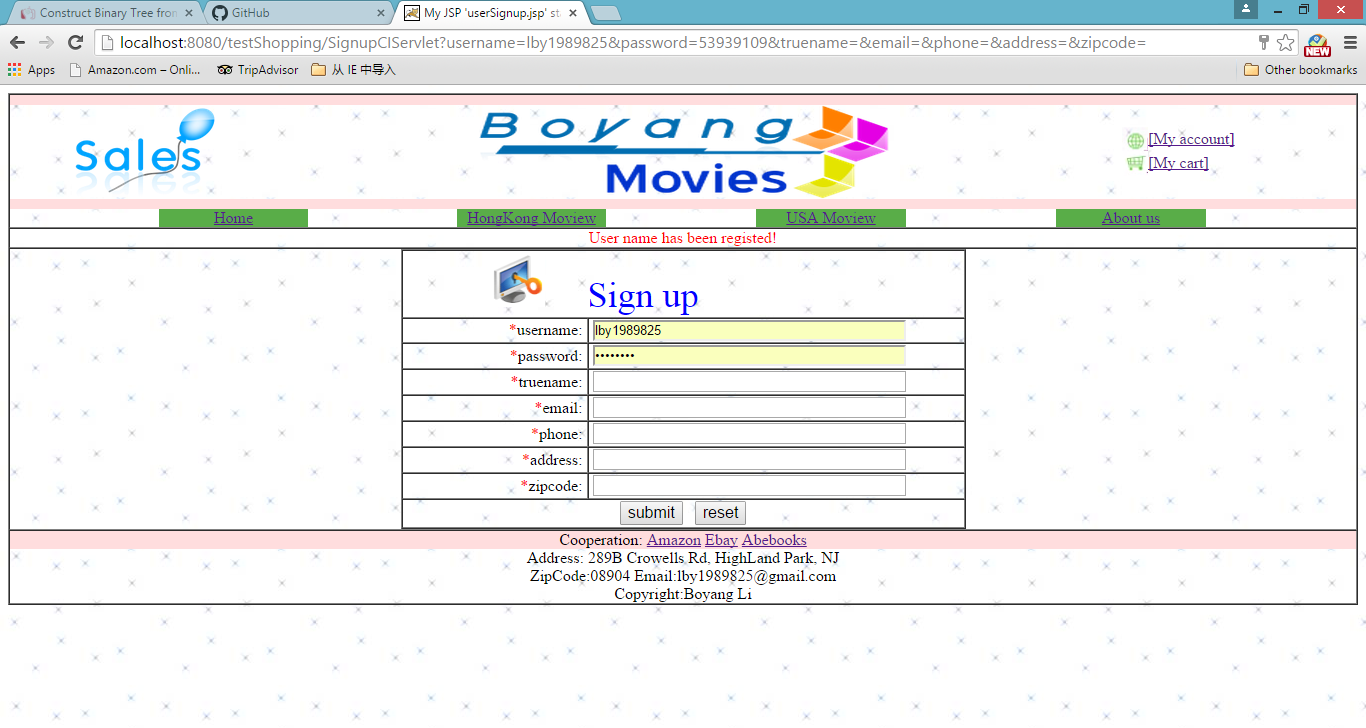 Construct Binary Tree from
GitHub
My JSP 'userSignup.jsp' st
localhost:8080/testShopping/SignupCIServlet?username=lby1989825&password=53939109&truename=&email=&phone=&address=&zipcode=
NEW
Apps Amazon.com – Onli... TripAdvisor 从 IE 中导入 Other bookmarks
Sales
Boyang
Movies
[My account]
[My cart]
Home HongKong Moview USA Moview About us
User name has been registed!
Sign up
*username: lby1989825
*password: ••••••••
*truename:
*email:
*phone:
*address:
*zipcode:
submit reset
Cooperation: Amazon Ebay Abebooks
Address: 289B Crowells Rd, HighLand Park, NJ
ZipCode:08904 Email:lby1989825@gmail.com
Copyright:Boyang Li